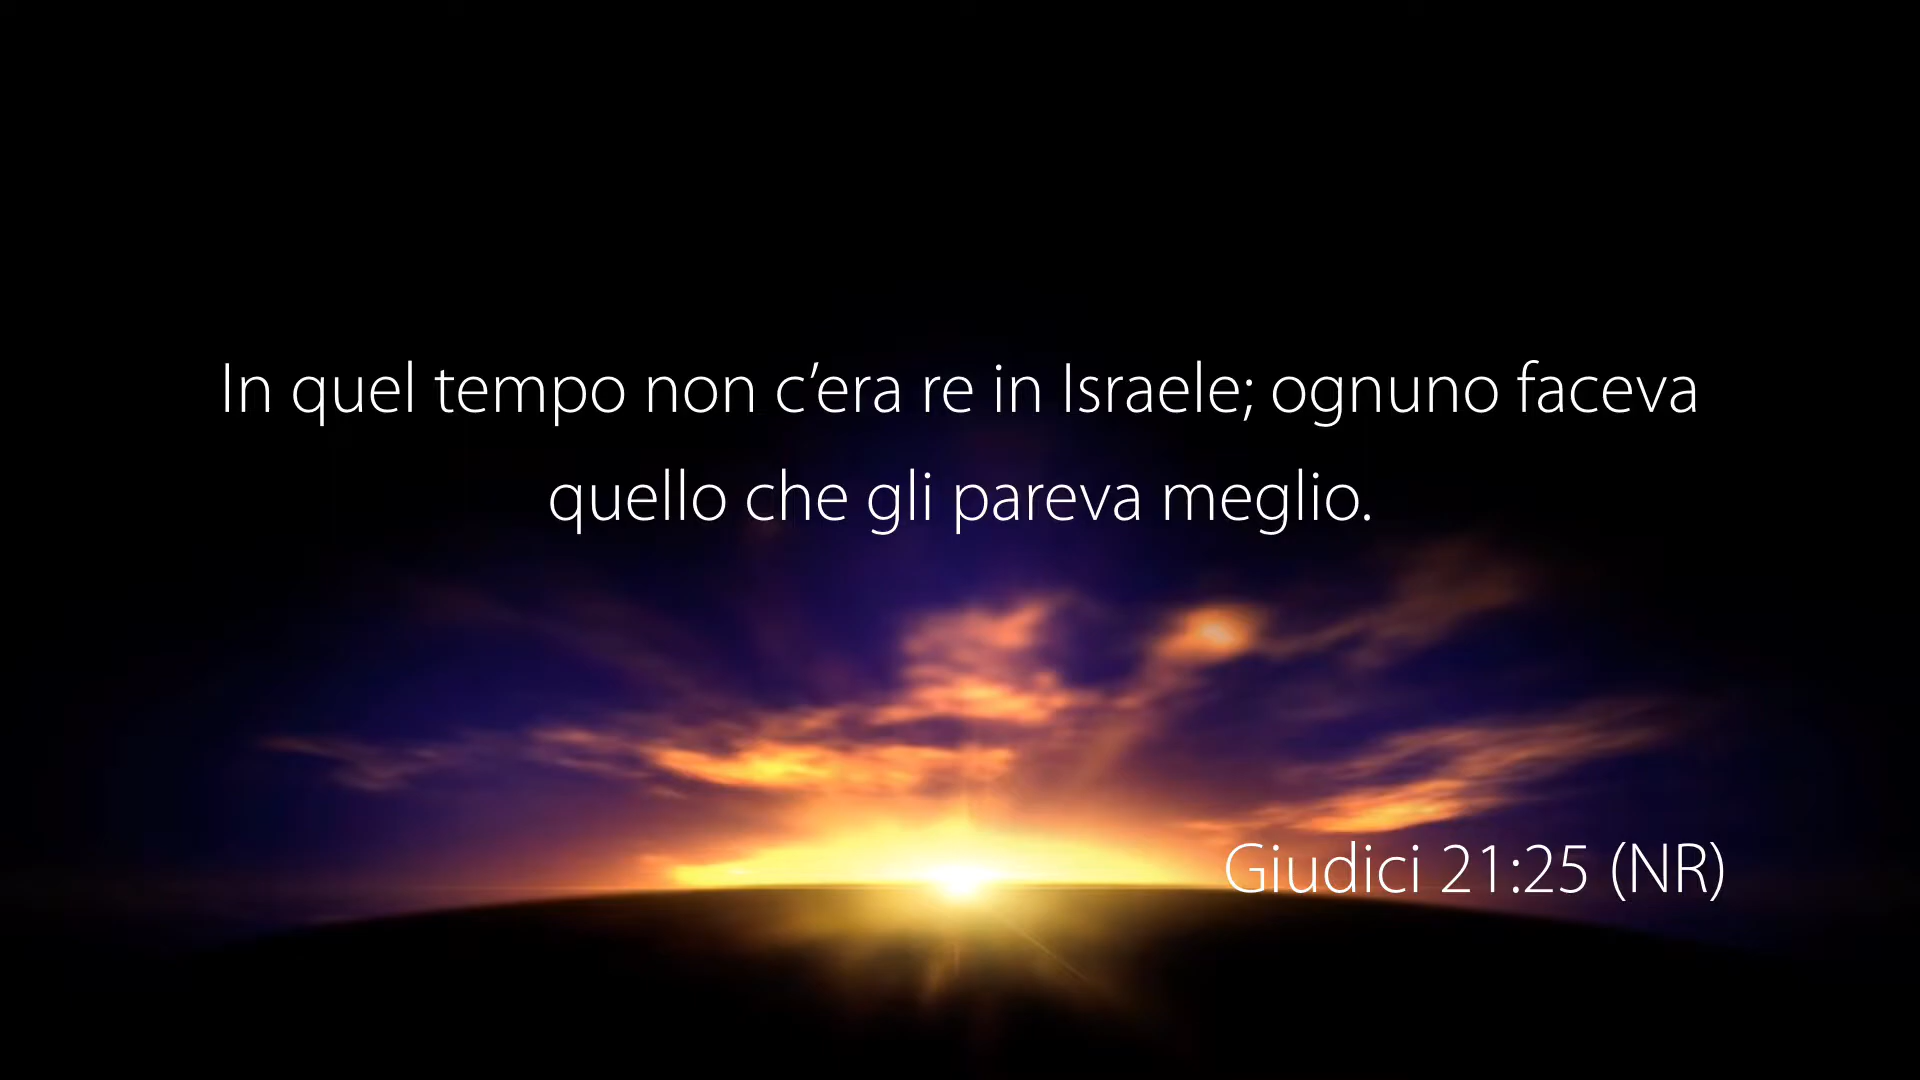 In quel tempo non c’era re in Israele; ognuno faceva
quello che gli pareva meglio.
Giudici 21:25 (NR)